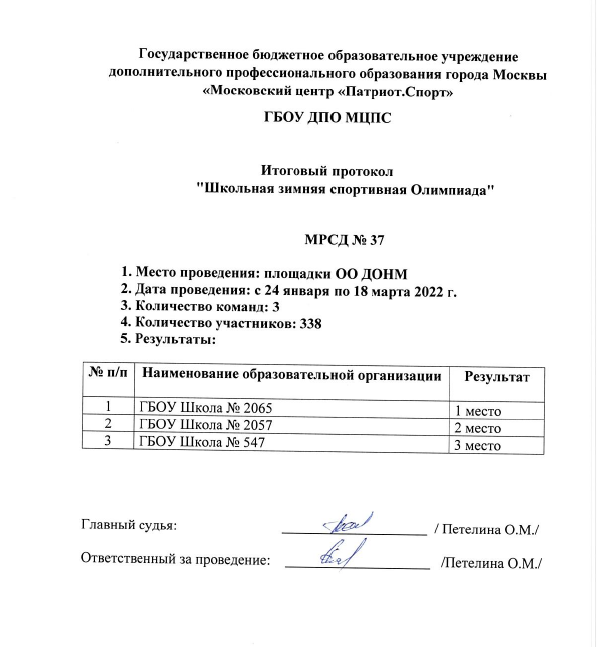 Государственное бюджетное образовательное учреждение
дополнительного профессионального образования города Москвы
«Московский центр «Патриот.Спорт»
ГБОУ ДПО МЦПС
Итоговый протокол
"Школьная зимняя спортивная Олимпиада"
МРСД № 37
1. Место проведения: площадки ОО ДОНМ
2. Дата проведения: с 24 января по 18 марта 2022 г.
3. Количество команд: 3
4. Количество участников: 338
5. Результаты:
№ п/п Наименование образовательной организации Результат
1 ГБОУ Школа № 2065 1 место
2 ГБОУ Школа № 2057 2 место
3 ГБОУ Школа № 547 3 место
Главный судья: / Петелина О.М./
Ответственный за проведение: /Петелина О.М./